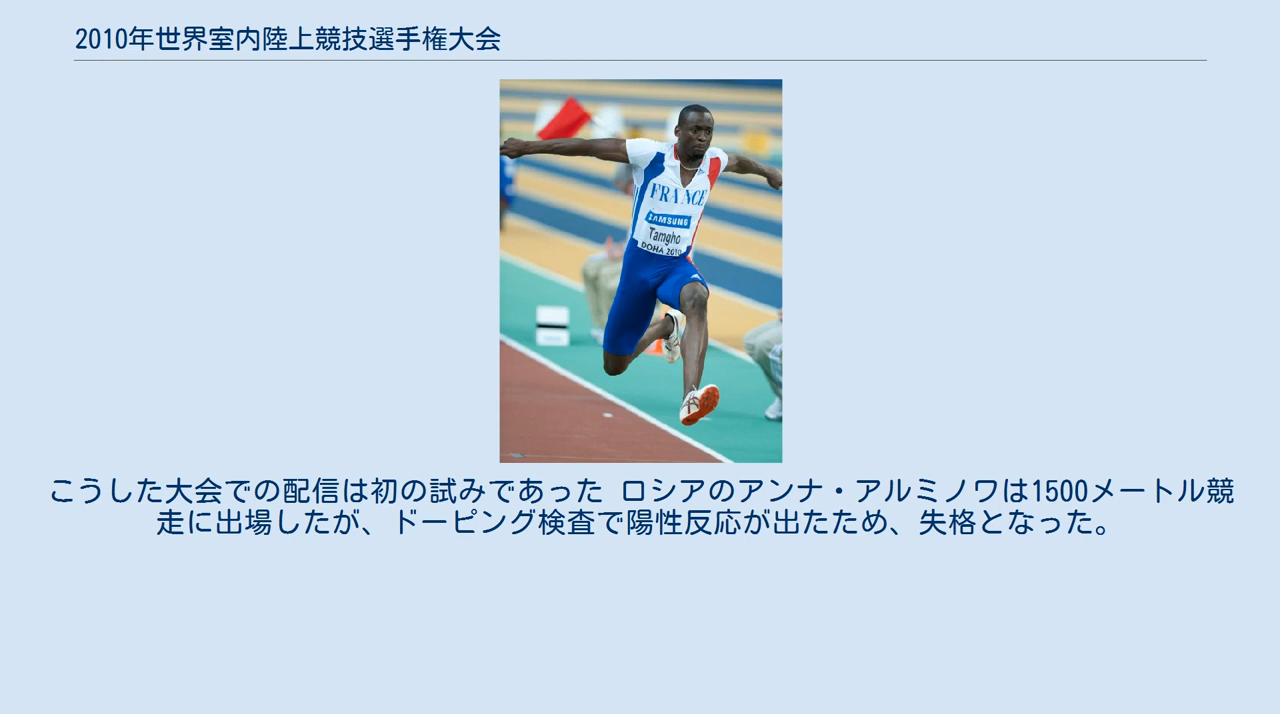 2010年世界室内陸上競技選手権大会
FRANCE
SAMSUNG
Tamgho
DOHA 2010
こうした大会での配信は初の試みであった ロシアのアンナ・アルミノワは1500メートル競
走に出場したが、ドーピング検査で陽性反応が出たため、失格となった。